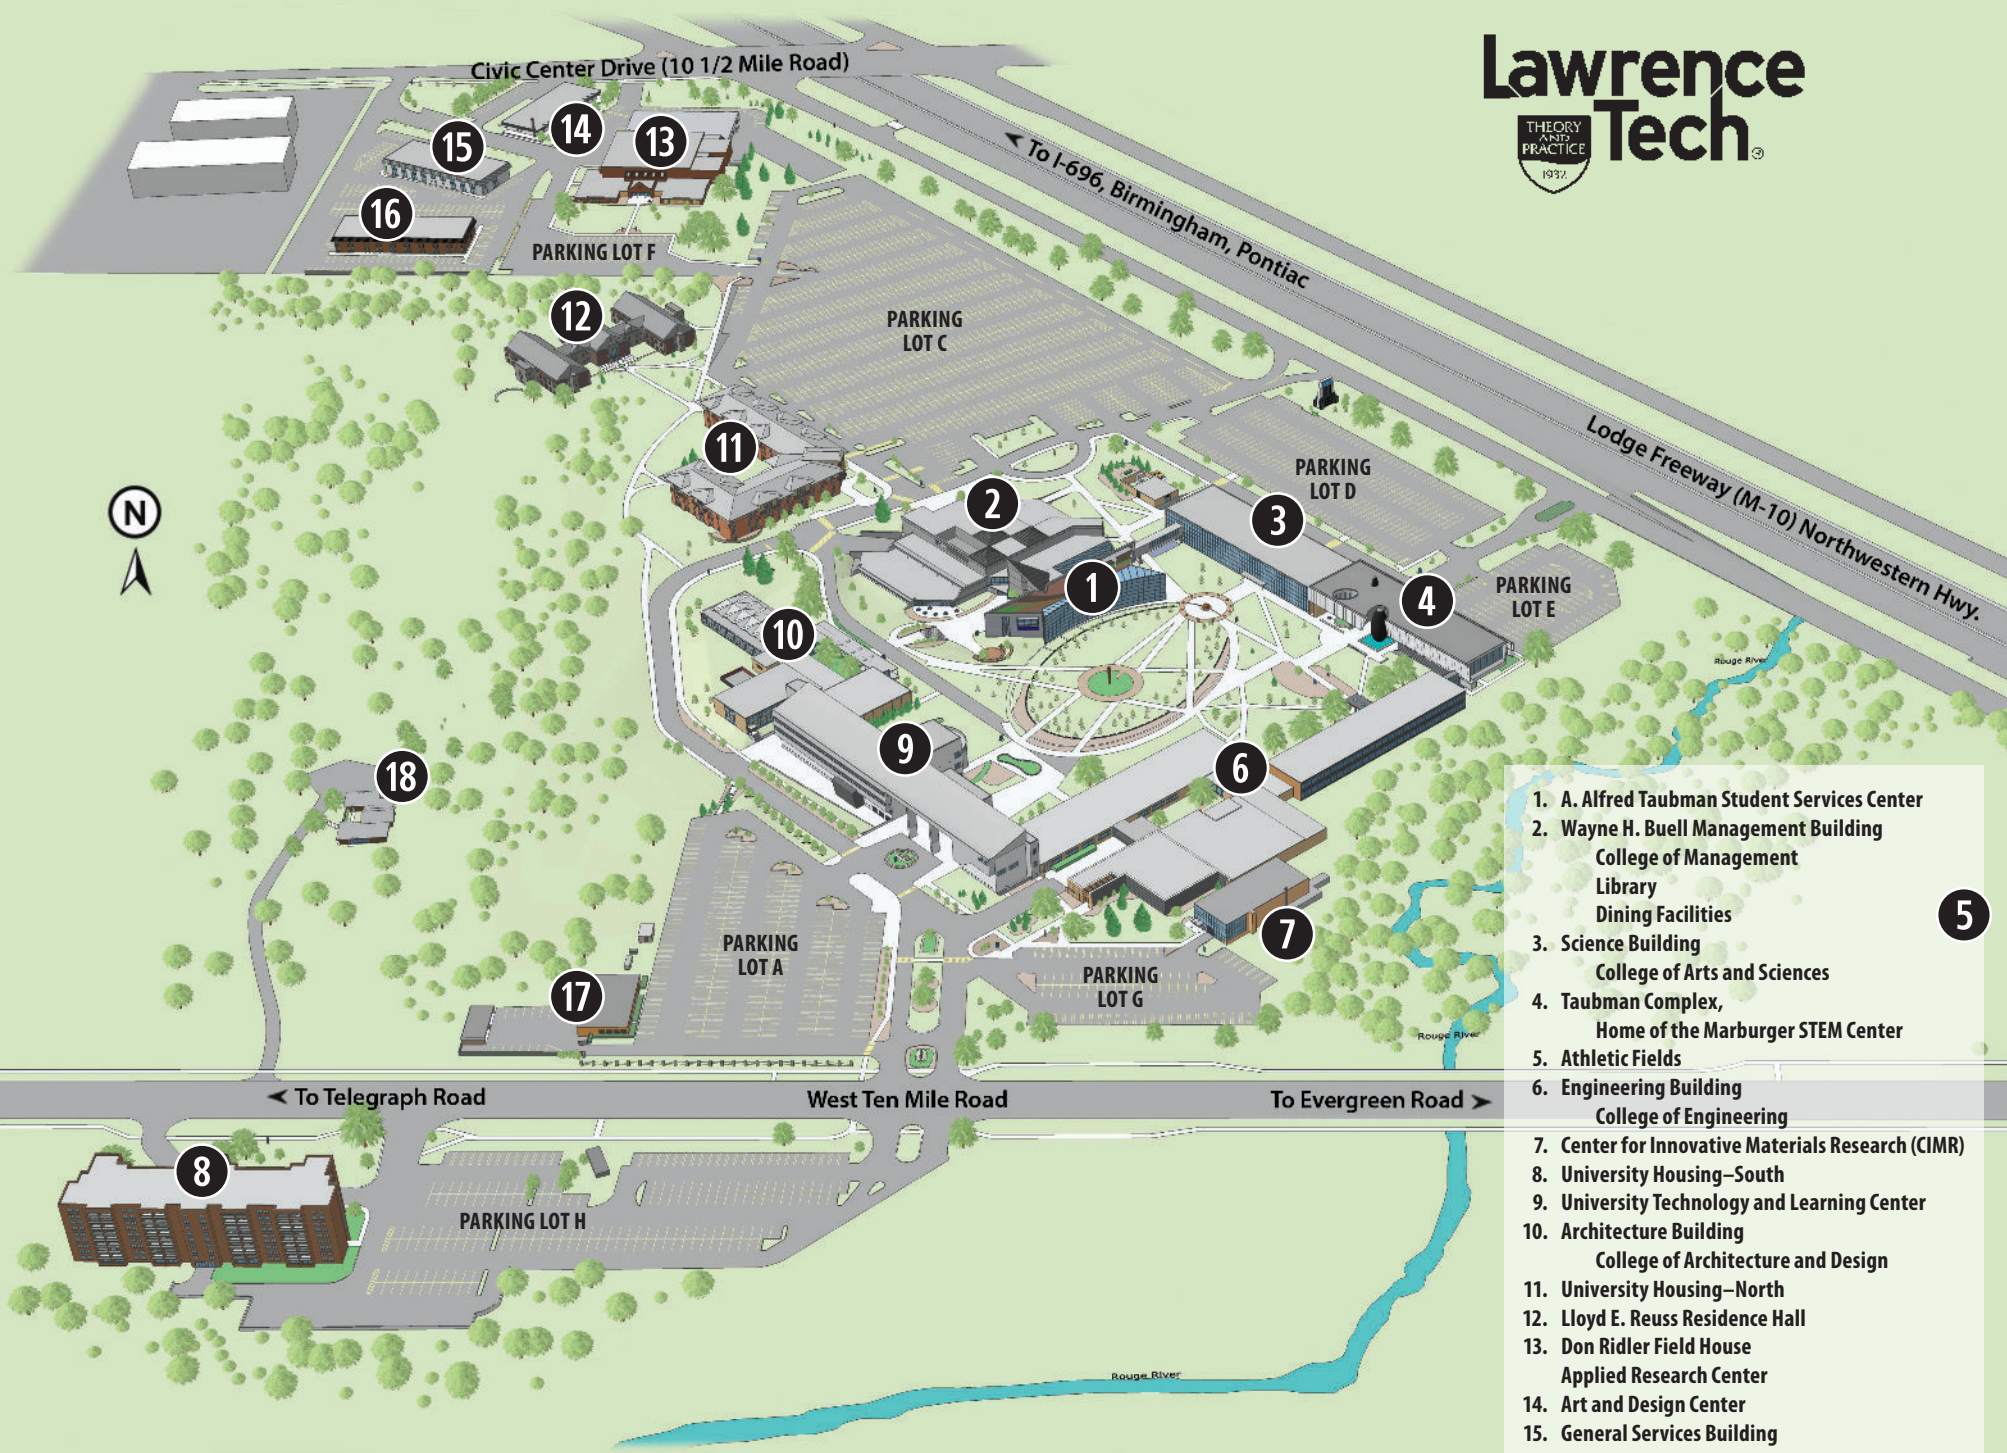 Lawrence
Tech
THEORY
AND
PRACTICE
1932
Civic Center Drive (10 1/2 Mile Road)
To I-696, Birmingham, Pontiac
Lodge Freeway (M-10) Northwestern Hwy.
14
13
15
16
PARKING LOT F
12
PARKING
LOT C
11
PARKING
LOT D
N
2
3
1
4
PARKING
LOT E
10
Rouge River
9
6
18
5
7
PARKING
LOT A
PARKING
LOT G
17
Rouge River
To Telegraph Road
West Ten Mile Road
To Evergreen Road
8
PARKING LOT H
Rouge River
1. A. Alfred Taubman Student Services Center
2. Wayne H. Buell Management Building
College of Management
Library
Dining Facilities
3. Science Building
College of Arts and Sciences
4. Taubman Complex,
Home of the Marburger STEM Center
5. Athletic Fields
6. Engineering Building
College of Engineering
7. Center for Innovative Materials Research (CIMR)
8. University Housing–South
9. University Technology and Learning Center
10. Architecture Building
College of Architecture and Design
11. University Housing–North
12. Lloyd E. Reuss Residence Hall
13. Don Ridler Field House
Applied Research Center
14. Art and Design Center
15. General Services Building